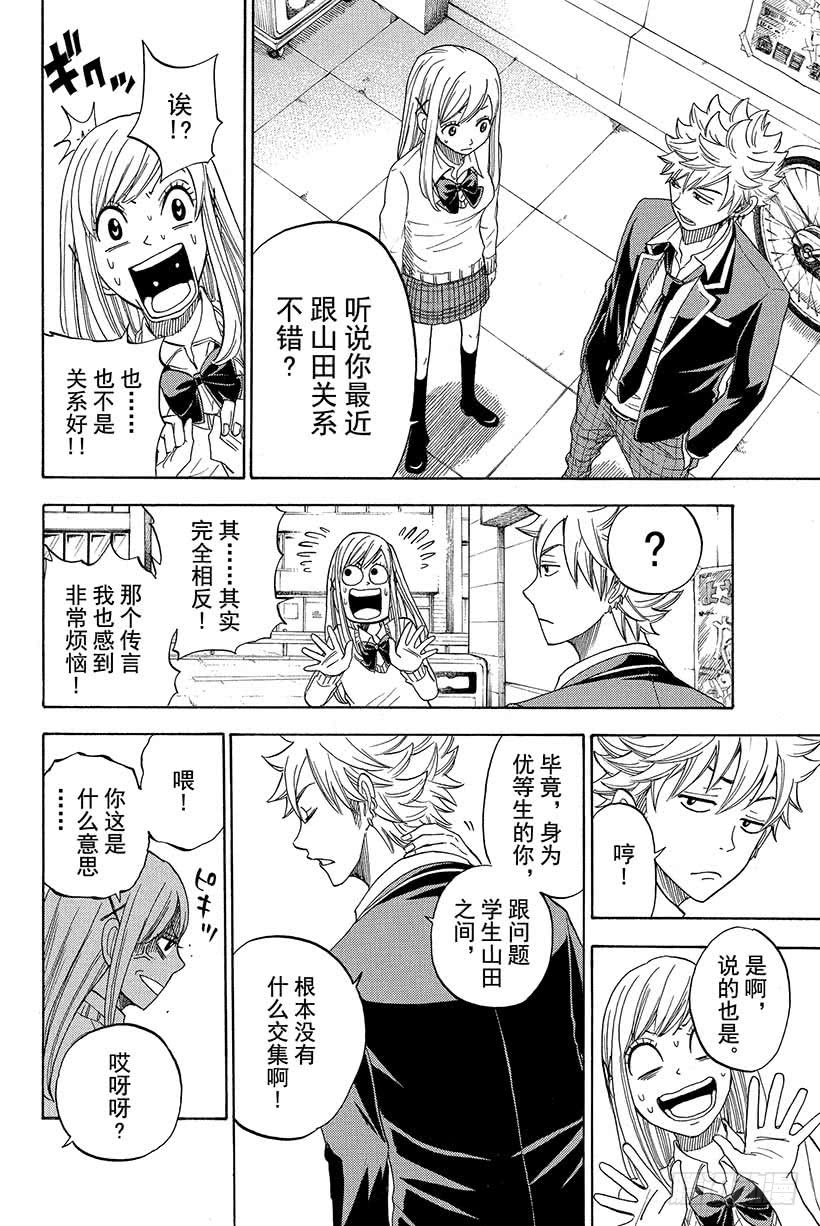 听说你最近
跟山田关系
不错？
诶
!?
ギクッ
也……
也不是
关系好!!
？
其……其实
完全相反！
那个传言
我也感到
非常烦恼！
哼！
是啊，
说的也是。
毕竟，身为
优等生的你，
跟问题
学生山田
之间，
根本没有
什么交集啊！
喂！
你这是
什么意思
……
ピキッ
哎呀呀？